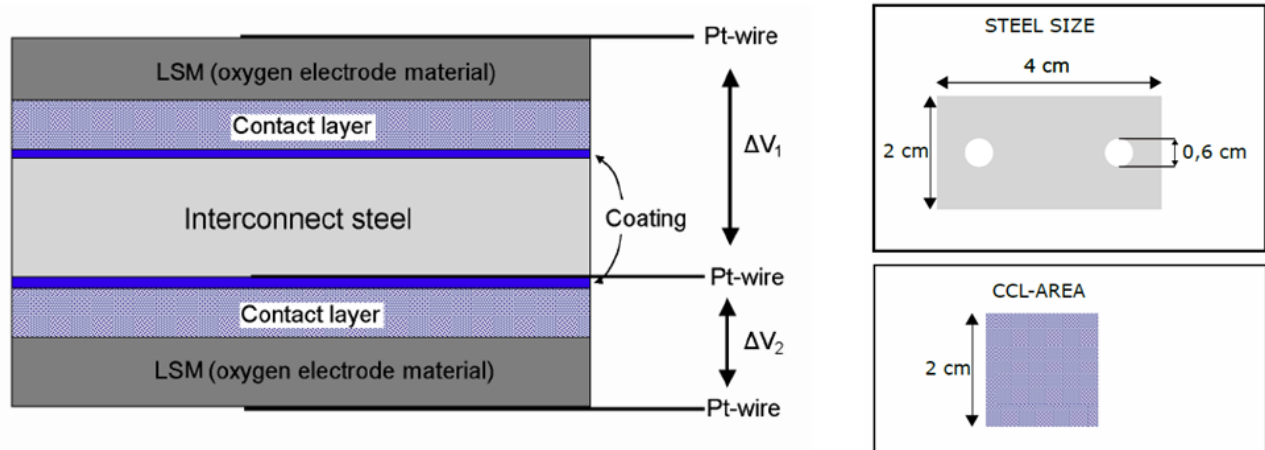 Pt-wire
LSM (oxygen electrode material)
Contact layer
ΔV₁
Interconnect steel
Coating
Pt-wire
Contact layer
ΔV₂
LSM (oxygen electrode material)
Pt-wire
STEEL SIZE
4 cm
2 cm
0,6 cm
CCL-AREA
2 cm